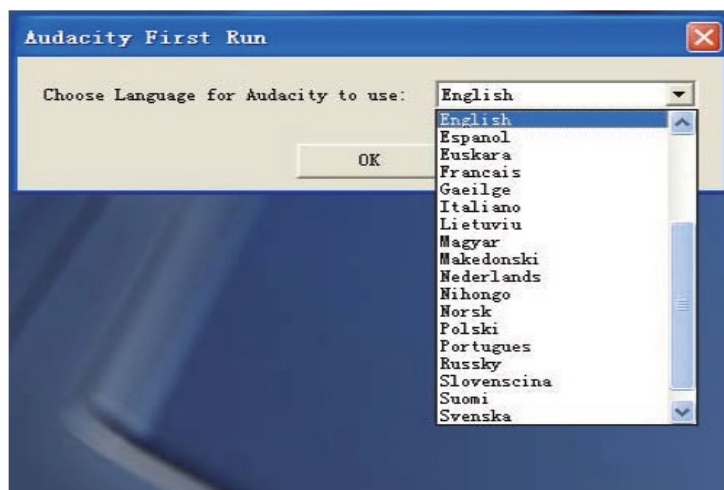 Audacity First Run
Choose Language for Audacity to use: English
English
Espanol
Euskara
Francais
Gaeilge
Italiano
Lietuviu
Magyar
Makedonski
Nederlands
Nihongo
Norsk
Polski
Portugues
Russky
Slovenscina
Suomi
Svenska
OK